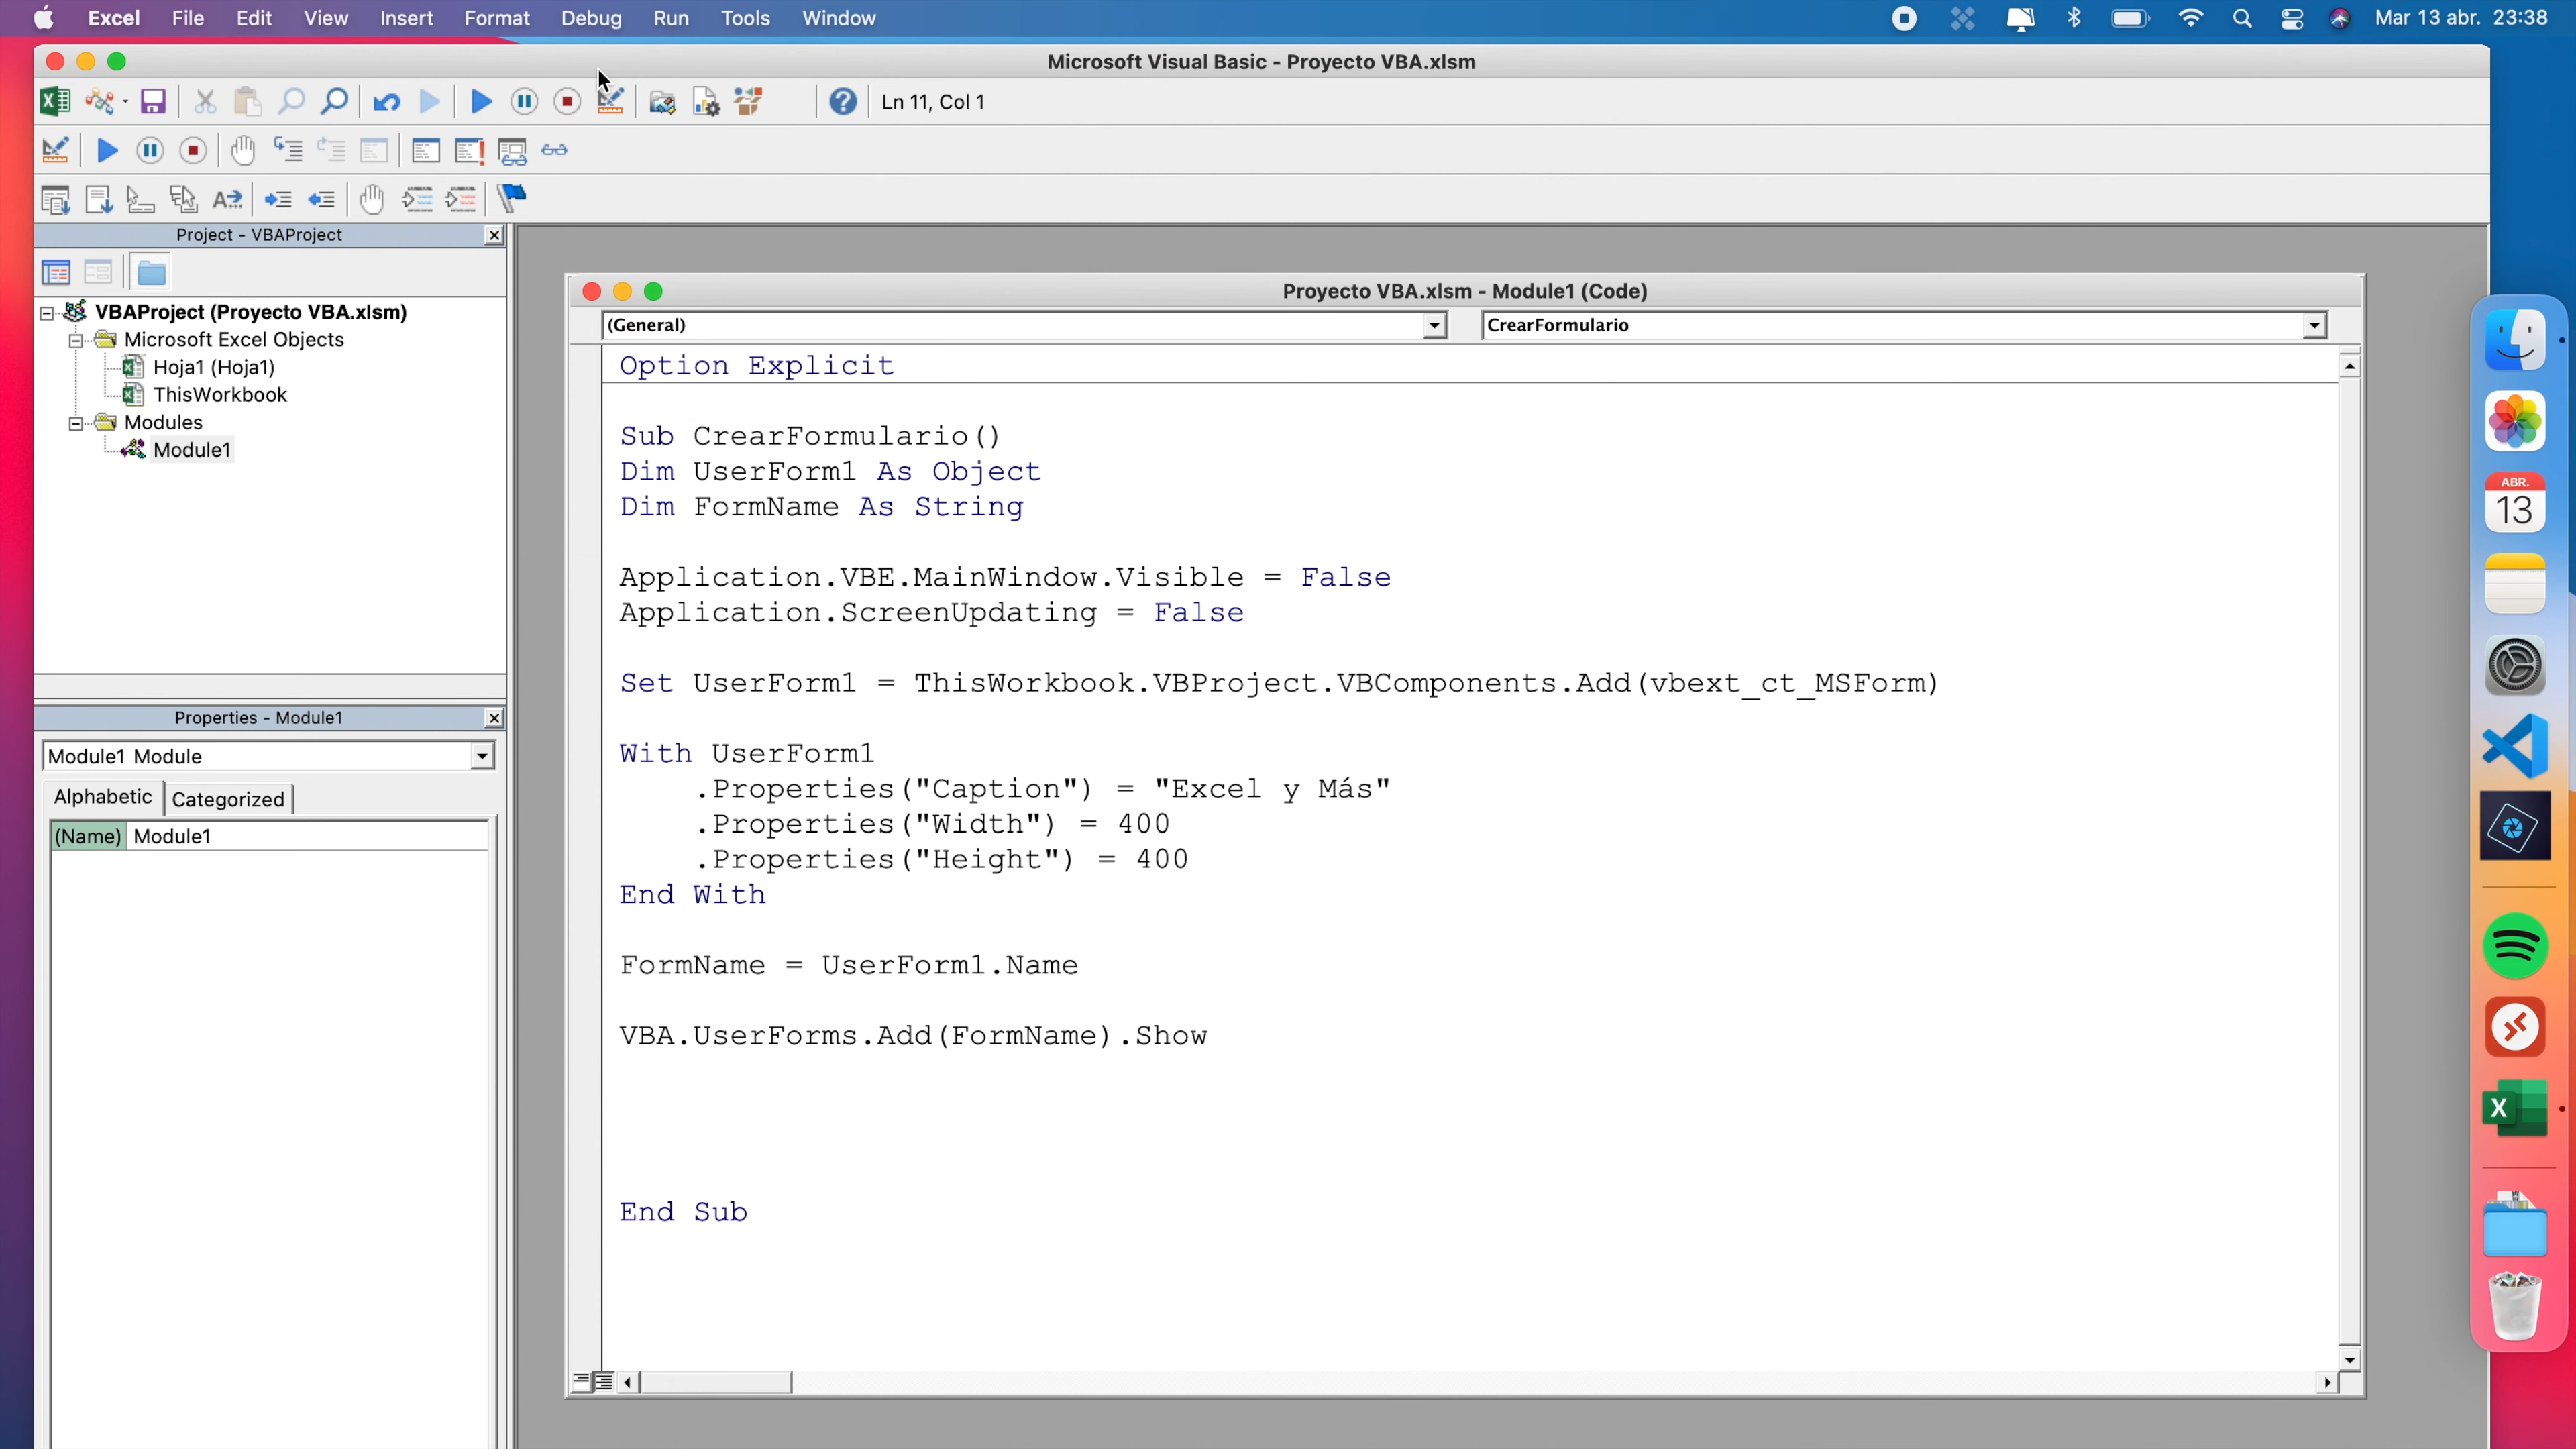 Excel File Edit View Insert Format Debug Run Tools Window Mar 13 abr. 23:38
Microsoft Visual Basic - Proyecto VBA.xlsm
Ln 11, Col 1
Project - VBAProject
VBAProject (Proyecto VBA.xlsm)
Microsoft Excel Objects
Hoja1 (Hoja1)
ThisWorkbook
Modules
Module1
Properties - Module1
Module1 Module
Alphabetic Categorized
(Name) Module1
Proyecto VBA.xlsm - Module1 (Code)
(General) CrearFormulario
Option Explicit
Sub CrearFormulario()
Dim UserForm1 As Object
Dim FormName As String
Application.VBE.MainWindow.Visible = False
Application.ScreenUpdating = False
Set UserForm1 = ThisWorkbook.VBProject.VBComponents.Add(vbext_ct_MSForm)
With UserForm1
.Properties("Caption") = "Excel y Más"
.Properties("Width") = 400
.Properties("Height") = 400
End With
FormName = UserForm1.Name
VBA.UserForms.Add(FormName).Show
End Sub
ABR.
13
X